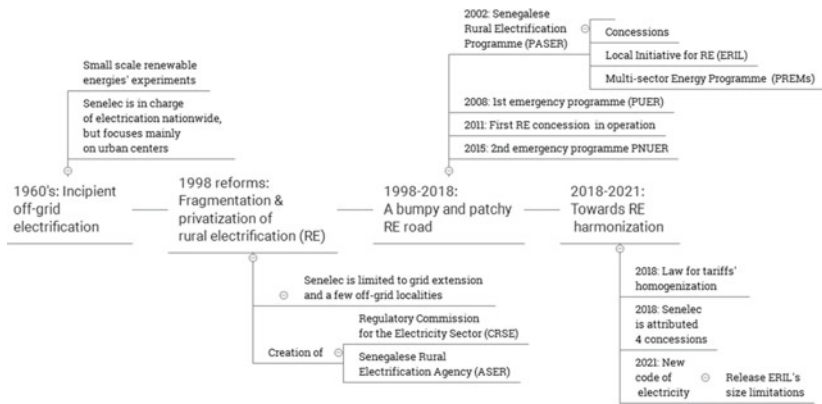 2002: Senegalese
Rural Electrification
Programme (PASER)
Concessions
Local Initiative for RE (ERIL)
Multi-sector Energy Programme (PREMs)
Small scale renewable
energies' experiments
Senelec is in charge
of electrication nationwide,
but focuses mainly
on urban centers
2008: 1st emergency programme (PUER)
2011: First RE concession in operation
2015: 2nd emergency programme PNUER
1960's: Incipient
off-grid
electrification
1998 reforms:
Fragmentation &
privatization of
rural electrification (RE)
1998-2018:
A bumpy and patchy
RE road
2018-2021:
Towards RE
harmonization
Senelec is limited to grid extension
and a few off-grid localities
Creation of
Regulatory Commission
for the Electricity Sector (CRSE)
Senegalese Rural
Electrification Agency (ASER)
2018: Law for tariffs'
homogenization
2018: Senelec
is attributed
4 concessions
2021: New
code of
electricity
Release ERIL's
size limitations